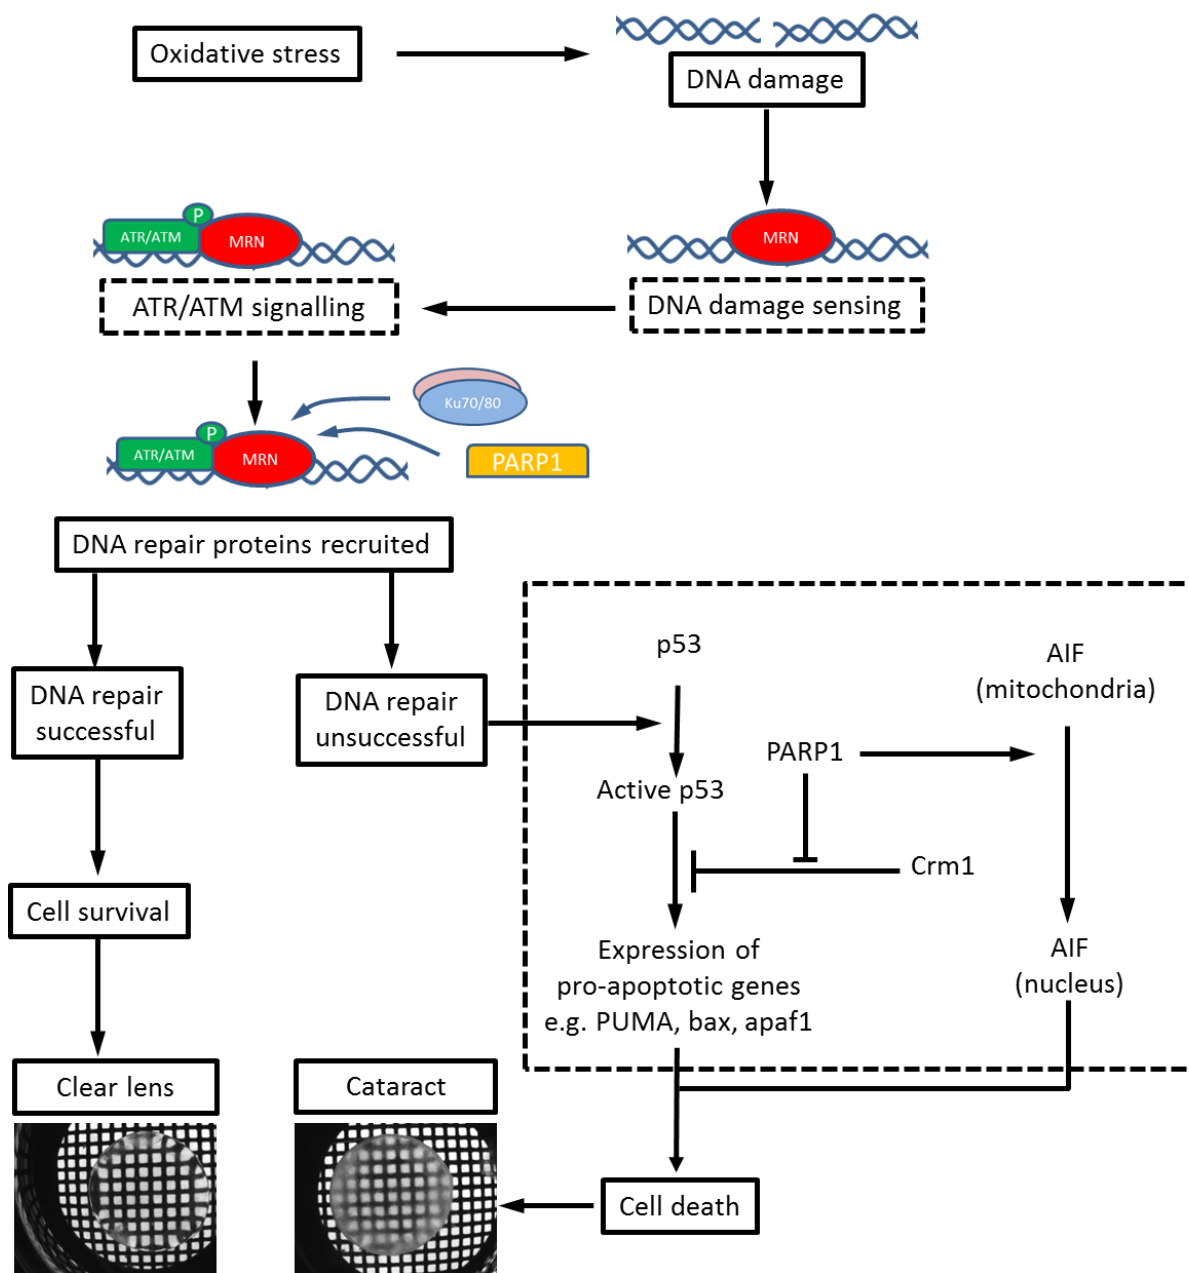 Oxidative stress
DNA damage
MRN
DNA damage sensing
P
ATR/ATM
MRN
ATR/ATM signalling
Ku70/80
PARP1
P
ATR/ATM
MRN
DNA repair proteins recruited
DNA repair
successful
DNA repair
unsuccessful
Cell survival
Clear lens
p53
Active p53
PARP1
Crm1
AIF
(mitochondria)
AIF
(nucleus)
Expression of
pro-apoptotic genes
e.g. PUMA, bax, apaf1
Cell death
Cataract